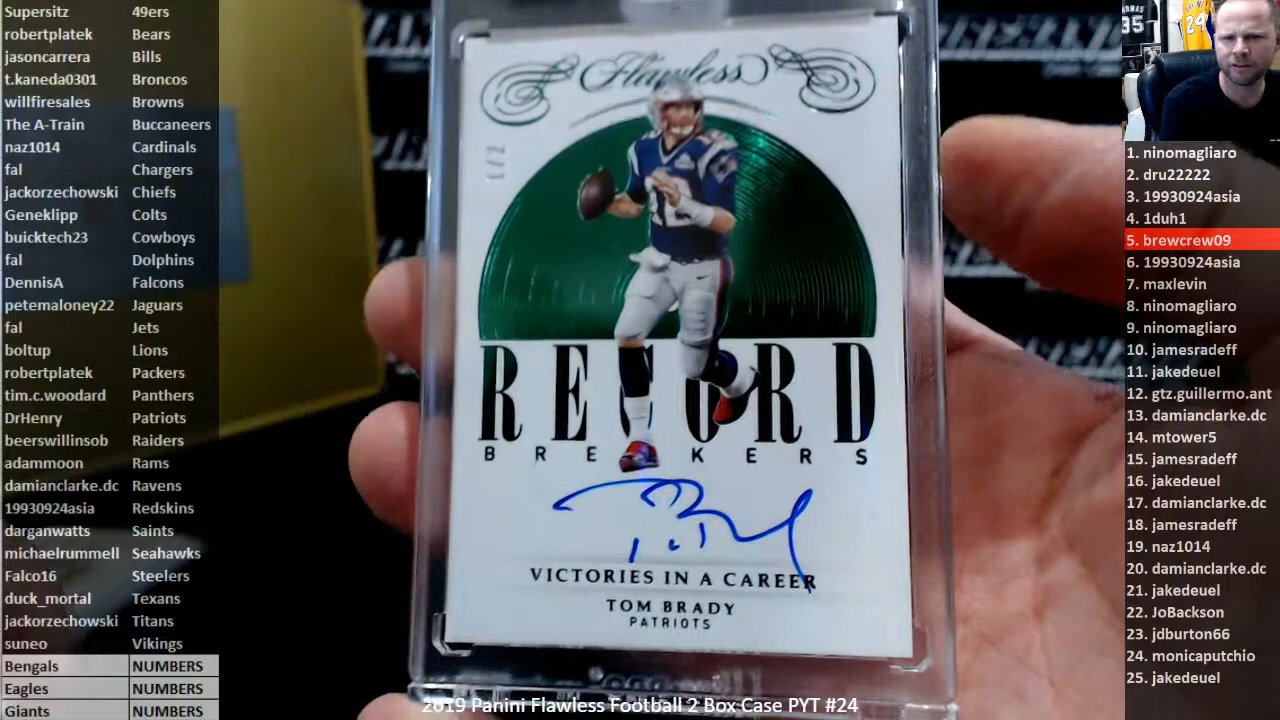 Supersitz 49ers
robertplatek Bears
jasoncarrera Bills
t.kaneda0301 Broncos
willfiresales Browns
The A-Train Buccaneers
naz1014 Cardinals
fal Chargers
jackorzechowski Chiefs
Geneklipp Colts
buicktech23 Cowboys
fal Dolphins
DennisA Falcons
petemaloney22 Jaguars
fal Jets
boltup Lions
robertplatek Packers
tim.c.woodard Panthers
DrHenry Patriots
beerswillinsob Raiders
adammoon Rams
damianclarke.dc Ravens
19930924asia Redskins
darganwatts Saints
michaelrummell Seahawks
Falco16 Steelers
duck_mortal Texans
jackorzechowski Titans
suneo Vikings
Bengals NUMBERS
Eagles NUMBERS
Giants NUMBERS
Flawless
12
RECORD
BREAKERS
VICTORIES IN A CAREER
TOM BRADY
PATRIOTS
2019 Panini Flawless Football 2 Box Case PYT #24
35
24
1. ninomagliaro
2. dru22222
3. 19930924asia
4. 1duh1
5. brewcrew09
6. 19930924asia
7. maxlevin
8. ninomagliaro
9. ninomagliaro
10. jamesradeff
11. jakedeuel
12. gtz.guillermo.ant
13. damianclarke.dc
14. mtower5
15. jamesradeff
16. jakedeuel
17. damianclarke.dc
18. jamesradeff
19. naz1014
20. damianclarke.dc
21. jakedeuel
22. JoBackson
23. jdburton66
24. monicaputchio
25. jakedeuel